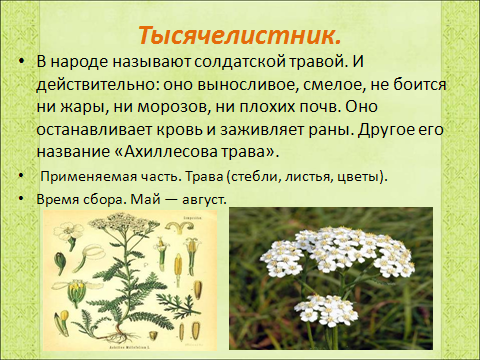 Тысячелистник.
• В народе называют солдатской травой. И
действительно: оно выносливое, смелое, не боится
ни жары, ни морозов, ни плохих почв. Оно
останавливает кровь и заживляет раны. Другое его
название «Ахиллесова трава».
• Применяемая часть. Трава (стебли, листья, цветы).
• Время сбора. Май — август.